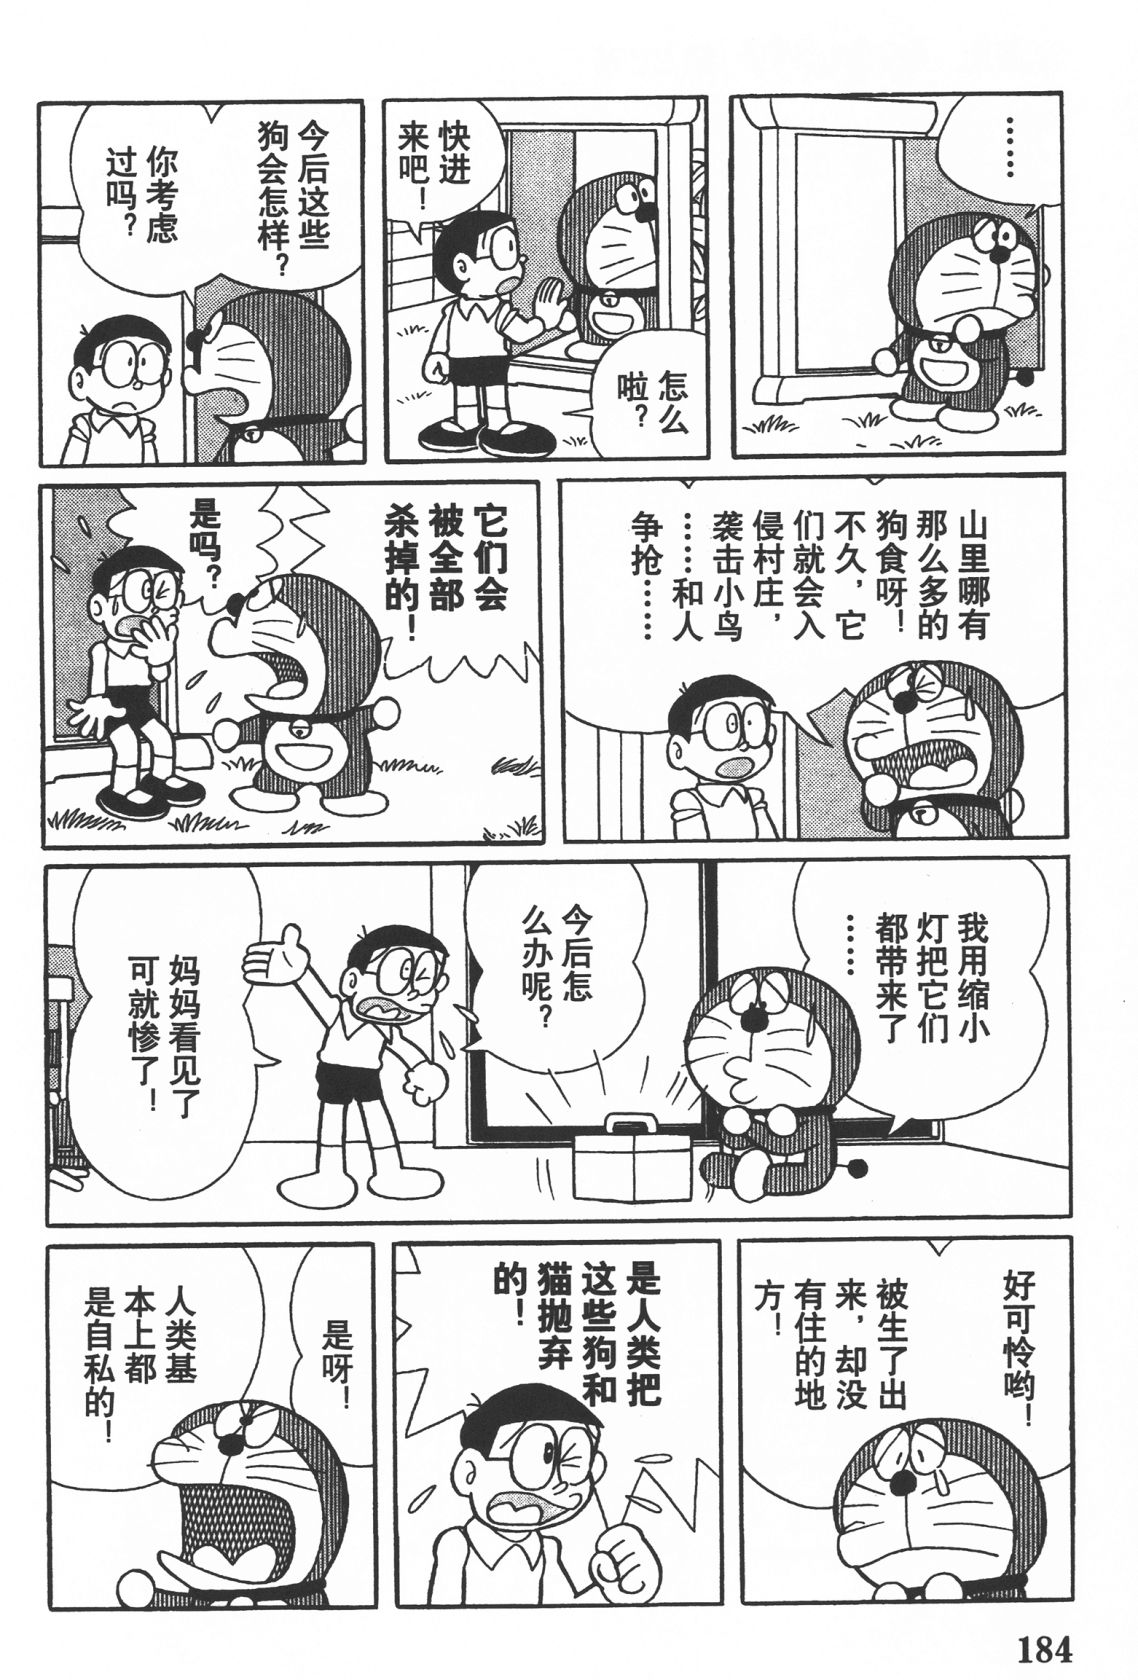 ……
快进
来吧！
怎么
啦？
今后这些
狗会怎样？
你考虑
过吗？
山里哪有
那么多的
狗食呀！
不久，它
们就会入
侵村庄，
袭击小鸟
……和人
争抢……
它们会
被全部
杀掉的！
是吗？
我用缩小
灯把它们
都带来了
……
今后怎
么办呢？
妈妈看见了
可就惨了！
好可怜哟！
被生了出
来，却没
有住的地
方！
是人类把
这些狗和
猫抛弃
的！
是呀！
人类基
本上都
是自私的！
184